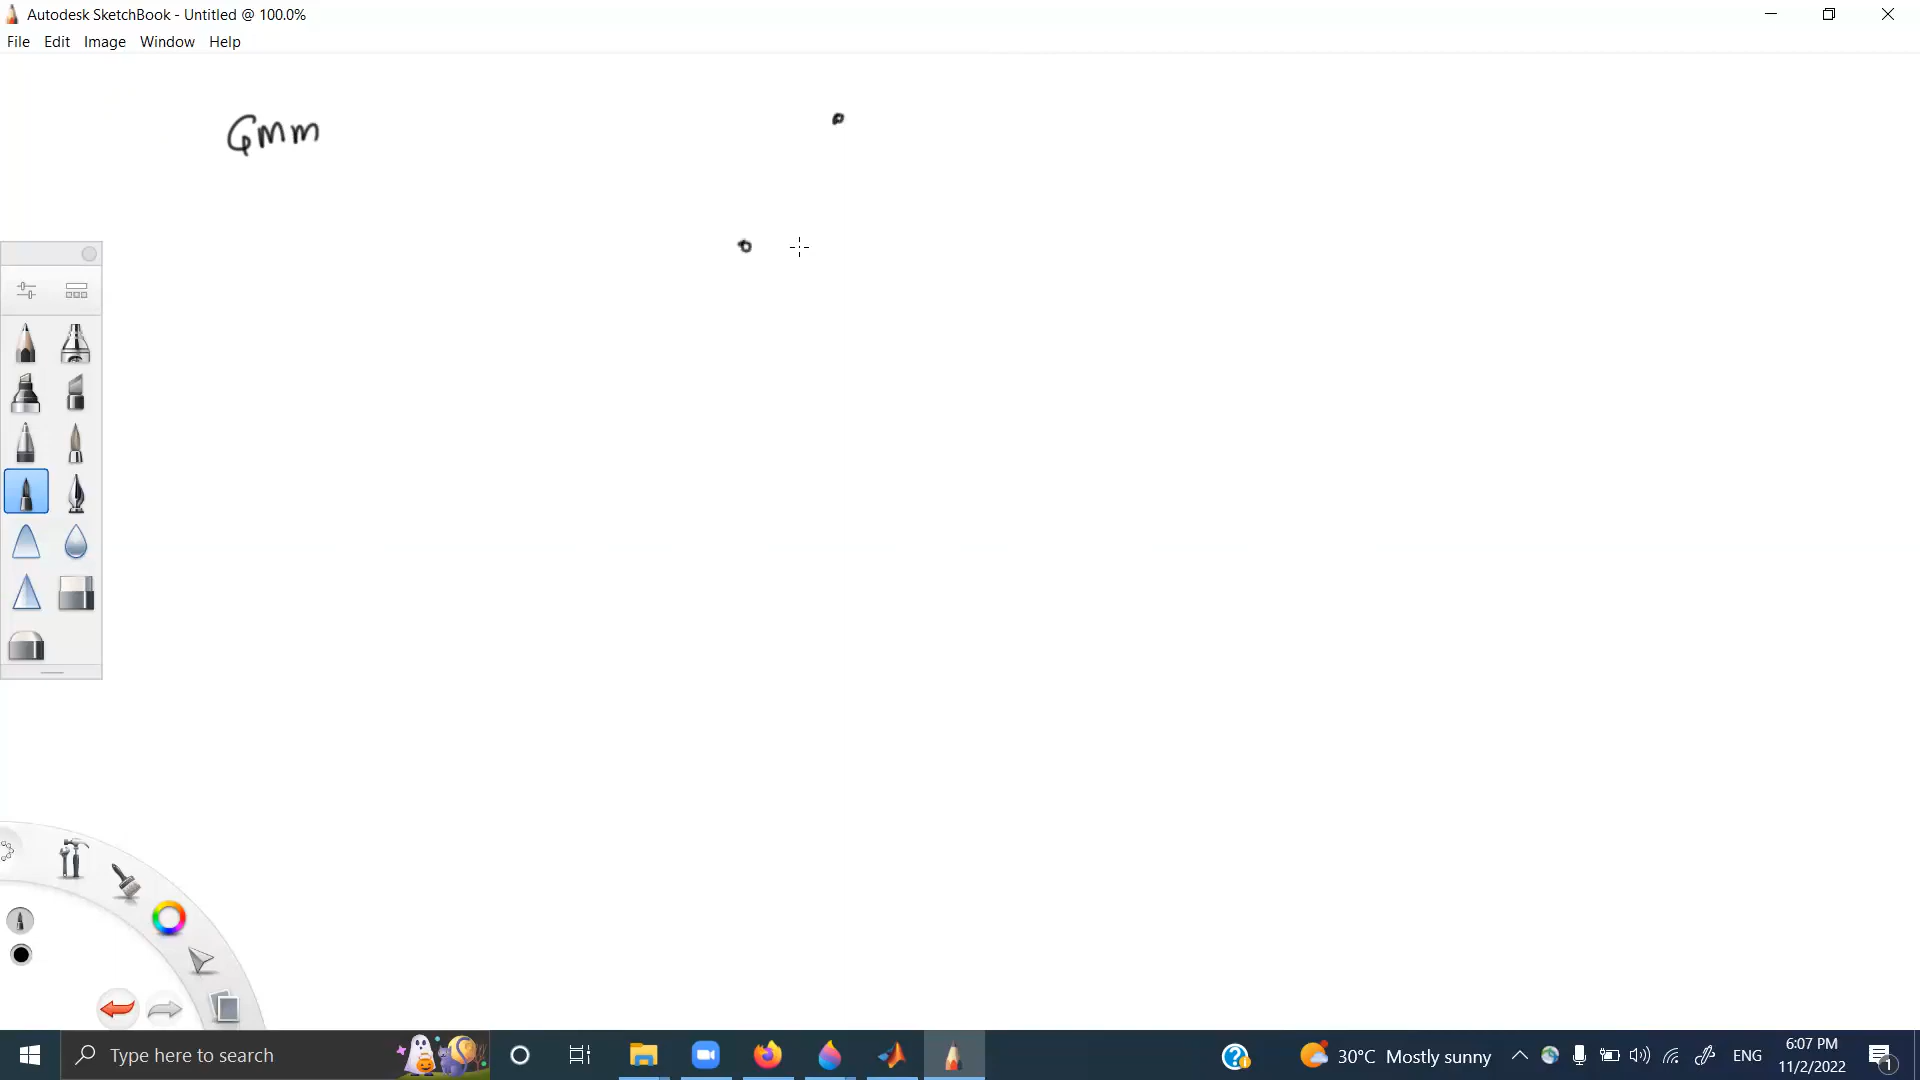 Autodesk SketchBook - Untitled @ 100.0%
File Edit Image Window Help
GMM
Type here to search
30°C Mostly sunny
ENG
6:07 PM
11/2/2022
1